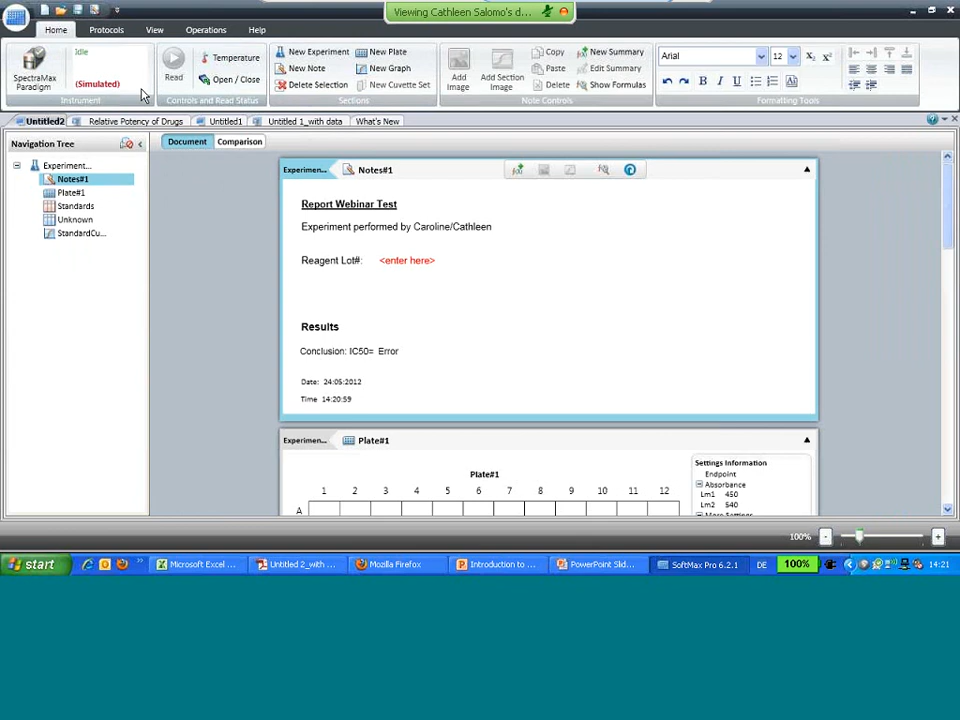 Viewing Cathleen Salomo's d...
Home Protocols View Operations Help
SpectraMax Paradigm
Idle
(Simulated)
Instrument
Read
Temperature
Open / Close
Controls and Read Status
New Experiment New Plate
New Note New Graph
Delete Selection New Cuvette Set
Sections
Add Image
Add Section Image
Copy New Summary
Paste Edit Summary
Delete Show Formulas
Note Controls
Arial 12 X₂ X²
B I U
Formatting Tools
Untitled2 Relative Potency of Drugs Untitled1 Untitled 1_with data What's New
Navigation Tree
Document Comparison
Experiment...
Notes#1
Plate#1
Standards
Unknown
StandardCu...
Experimen... Notes#1
Report Webinar Test
Experiment performed by Caroline/Cathleen
Reagent Lot#: <enter here>
Results
Conclusion: IC50= Error
Date: 24:05:2012
Time 14:20:59
Experimen... Plate#1
Plate#1
1 2 3 4 5 6 7 8 9 10 11 12
A
Settings Information
Endpoint
Absorbance
Lm1 450
Lm2 540
More Settings
100%
start Microsoft Excel ... Untitled 2_with ... Mozilla Firefox Introduction to ... PowerPoint Slid... SoftMax Pro 6.2.1 DE 100% 14:21